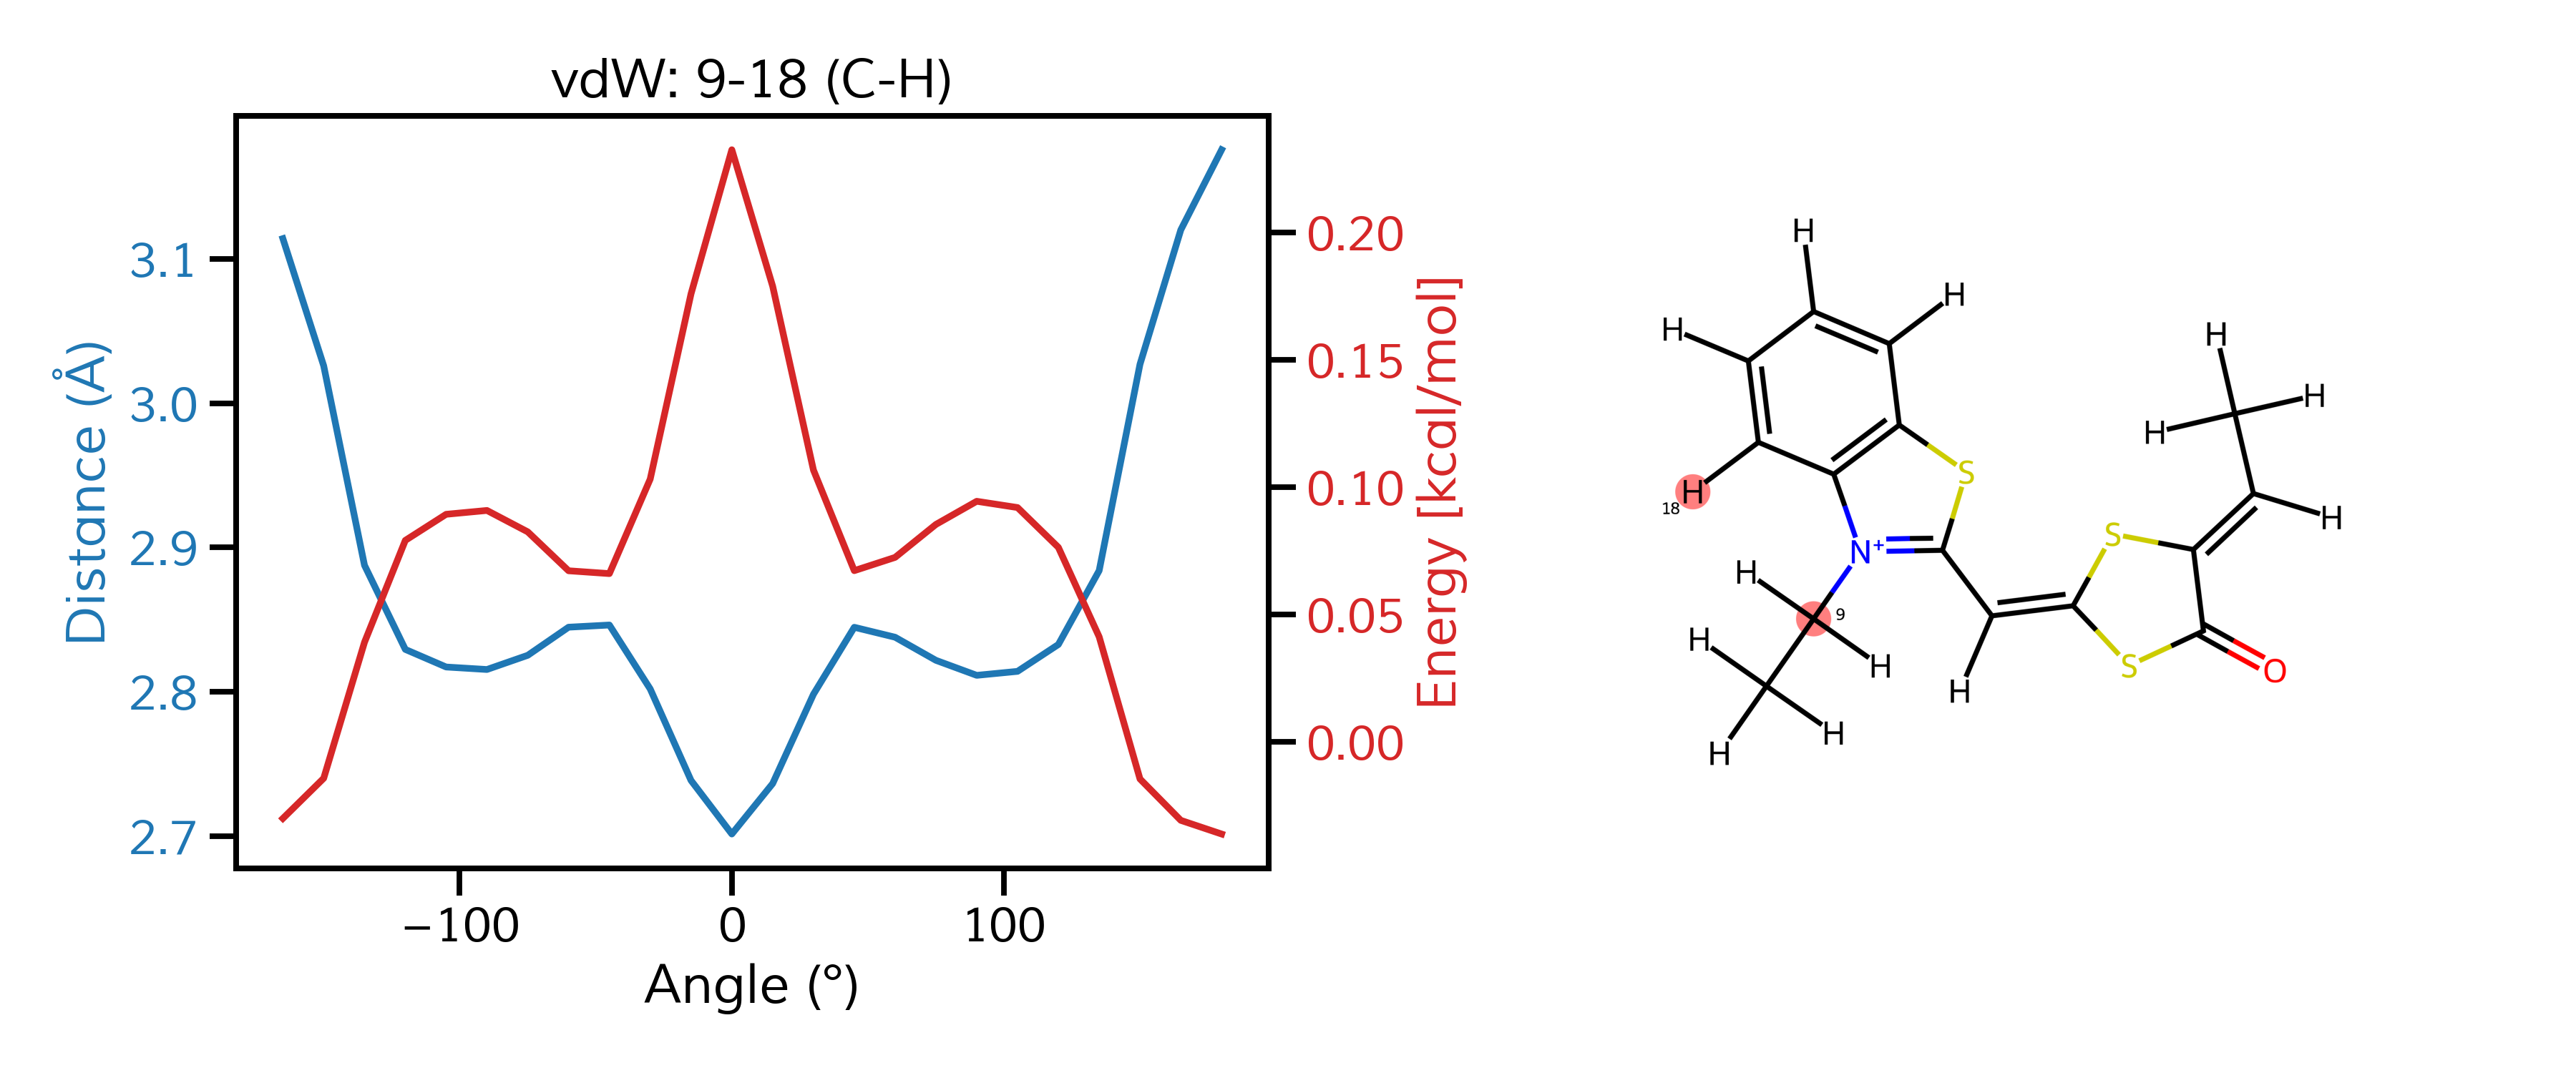 vdW: 9-18 (C-H)
Distance (Å)
3.1
3.0
2.9
2.8
2.7
−100
0
100
Angle (°)
0.20
0.15
0.10
0.05
0.00
Energy [kcal/mol]
H
H
H
H
18
S
N+
H
9
H
H
H
H
H
S
S
O
H
H
H
H